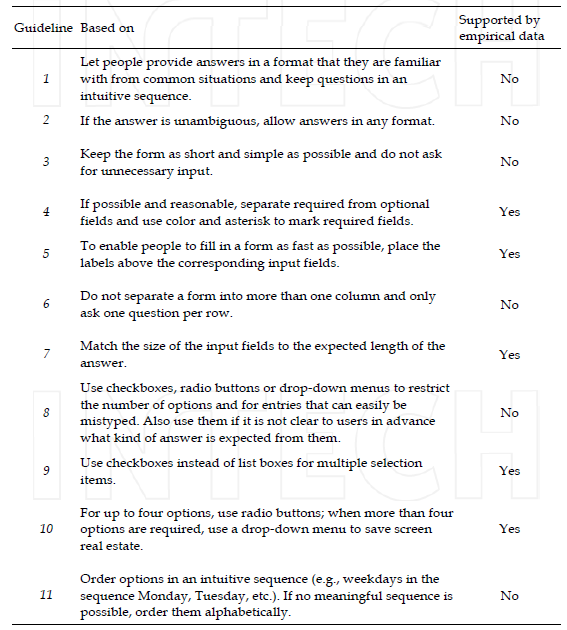 Supported by
Guideline Based on
empirical data
Let people provide answers in a format that they are familiar
1 with from common situations and keep questions in an No
intuitive sequence.
2 If the answer is unambiguous, allow answers in any format. No
Keep the form as short and simple as possible and do not ask
3 No
for unnecessary input.
If possible and reasonable, separate required from optional
4 Yes
fields and use color and asterisk to mark required fields.
To enable people to fill in a form as fast as possible, place the
5 Yes
labels above the corresponding input fields.
Do not separate a form into more than one column and only
6 No
ask one question per row.
Match the size of the input fields to the expected length of the
7 Yes
answer.
Use checkboxes, radio buttons or drop-down menus to restrict
the number of options and for entries that can easily be
8 No
mistyped. Also use them if it is not clear to users in advance
what kind of answer is expected from them.
Use checkboxes instead of list boxes for multiple selection
9 Yes
items.
For up to four options, use radio buttons; when more than four
10 options are required, use a drop-down menu to save screen Yes
real estate.
Order options in an intuitive sequence (e.g., weekdays in the
11 sequence Monday, Tuesday, etc.). If no meaningful sequence is No
possible, order them alphabetically.
INTECH
INTECH